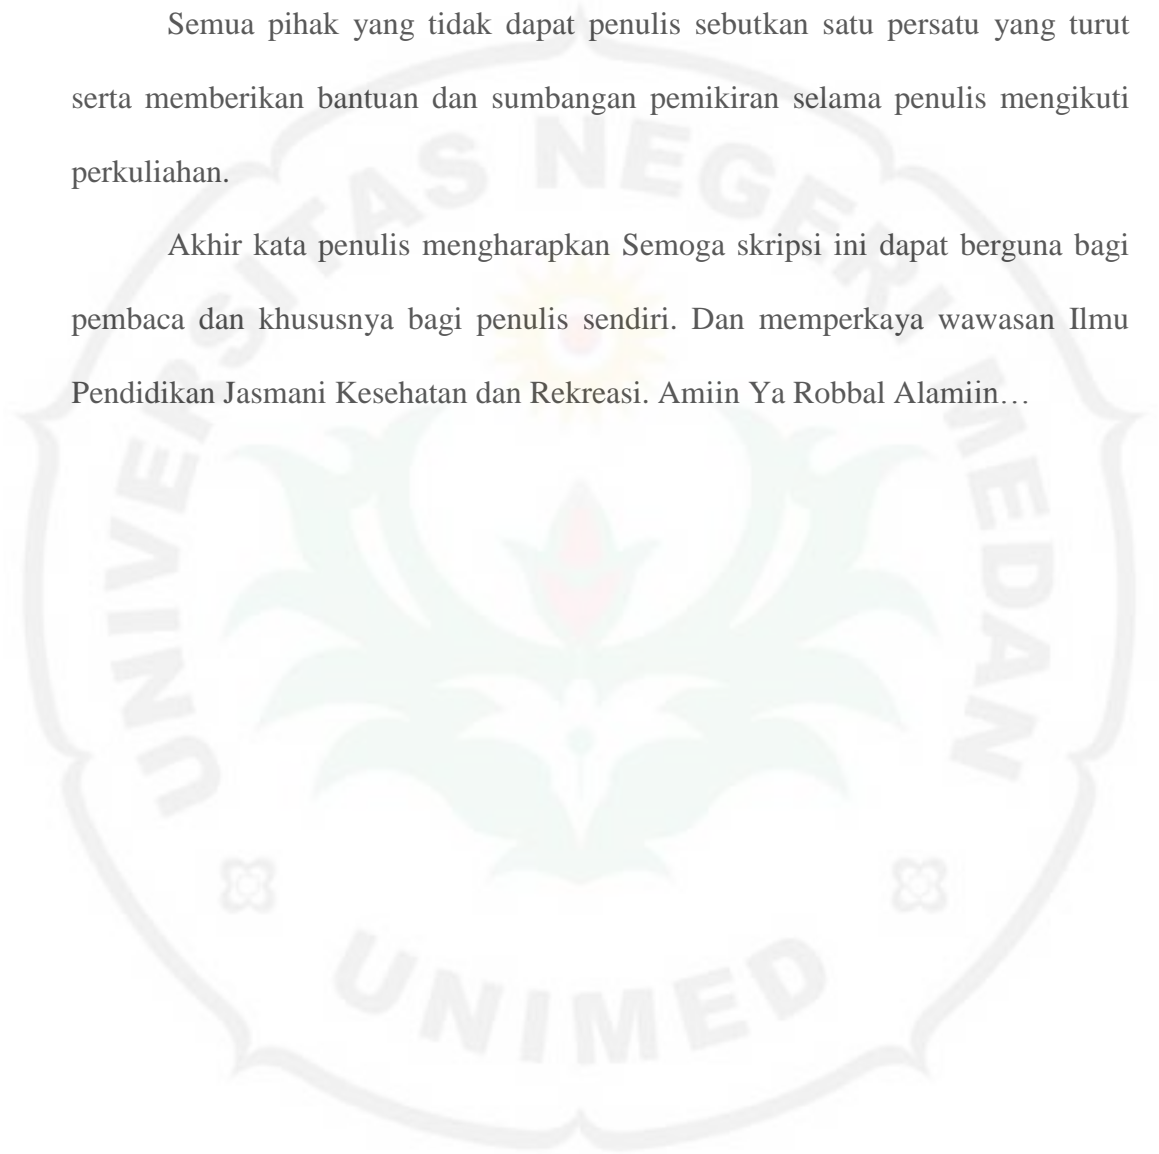 Semua pihak yang tidak dapat penulis sebutkan satu persatu yang turut
serta memberikan bantuan dan sumbangan pemikiran selama penulis mengikuti
perkuliahan.
Akhir kata penulis mengharapkan Semoga skripsi ini dapat berguna bagi
pembaca dan khususnya bagi penulis sendiri. Dan memperkaya wawasan Ilmu
Pendidikan Jasmani Kesehatan dan Rekreasi. Amiin Ya Robbal Alamiin…
UNIVERSITAS NEGERI MEDAN
UNIMED